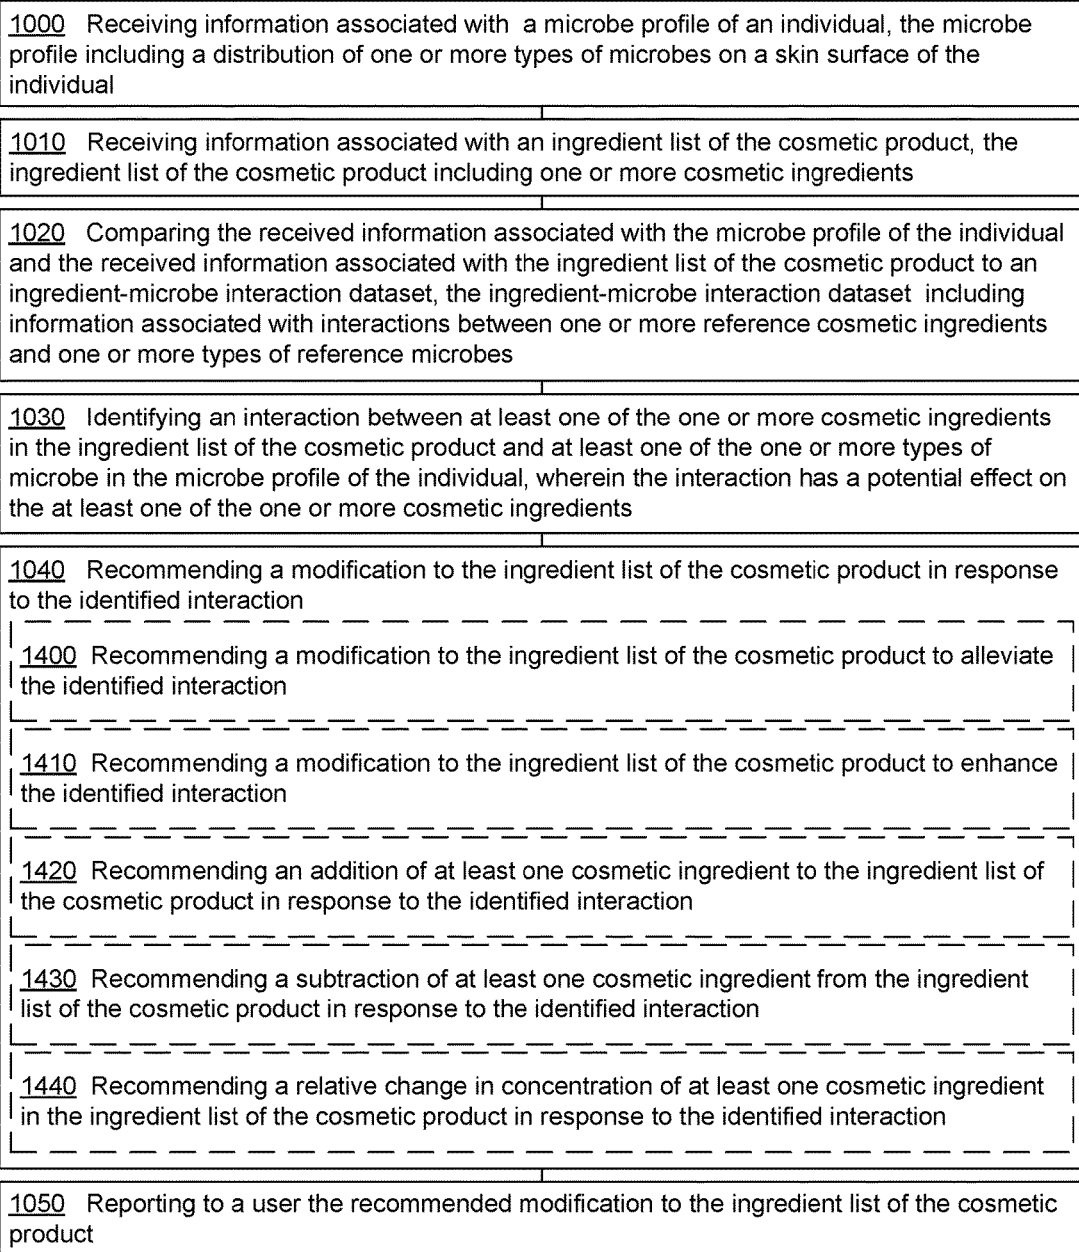 1000 Receiving information associated with a microbe profile of an individual, the microbe
profile including a distribution of one or more types of microbes on a skin surface of the
individual
1010 Receiving information associated with an ingredient list of the cosmetic product, the
ingredient list of the cosmetic product including one or more cosmetic ingredients
1020 Comparing the received information associated with the microbe profile of the individual
and the received information associated with the ingredient list of the cosmetic product to an
ingredient-microbe interaction dataset, the ingredient-microbe interaction dataset including
information associated with interactions between one or more reference cosmetic ingredients
and one or more types of reference microbes
1030 Identifying an interaction between at least one of the one or more cosmetic ingredients
in the ingredient list of the cosmetic product and at least one of the one or more types of
microbe in the microbe profile of the individual, wherein the interaction has a potential effect on
the at least one of the one or more cosmetic ingredients
1040 Recommending a modification to the ingredient list of the cosmetic product in response
to the identified interaction
1400 Recommending a modification to the ingredient list of the cosmetic product to alleviate
the identified interaction
1410 Recommending a modification to the ingredient list of the cosmetic product to enhance
the identified interaction
1420 Recommending an addition of at least one cosmetic ingredient to the ingredient list of
the cosmetic product in response to the identified interaction
1430 Recommending a subtraction of at least one cosmetic ingredient from the ingredient
list of the cosmetic product in response to the identified interaction
1440 Recommending a relative change in concentration of at least one cosmetic ingredient
in the ingredient list of the cosmetic product in response to the identified interaction
1050 Reporting to a user the recommended modification to the ingredient list of the cosmetic
product